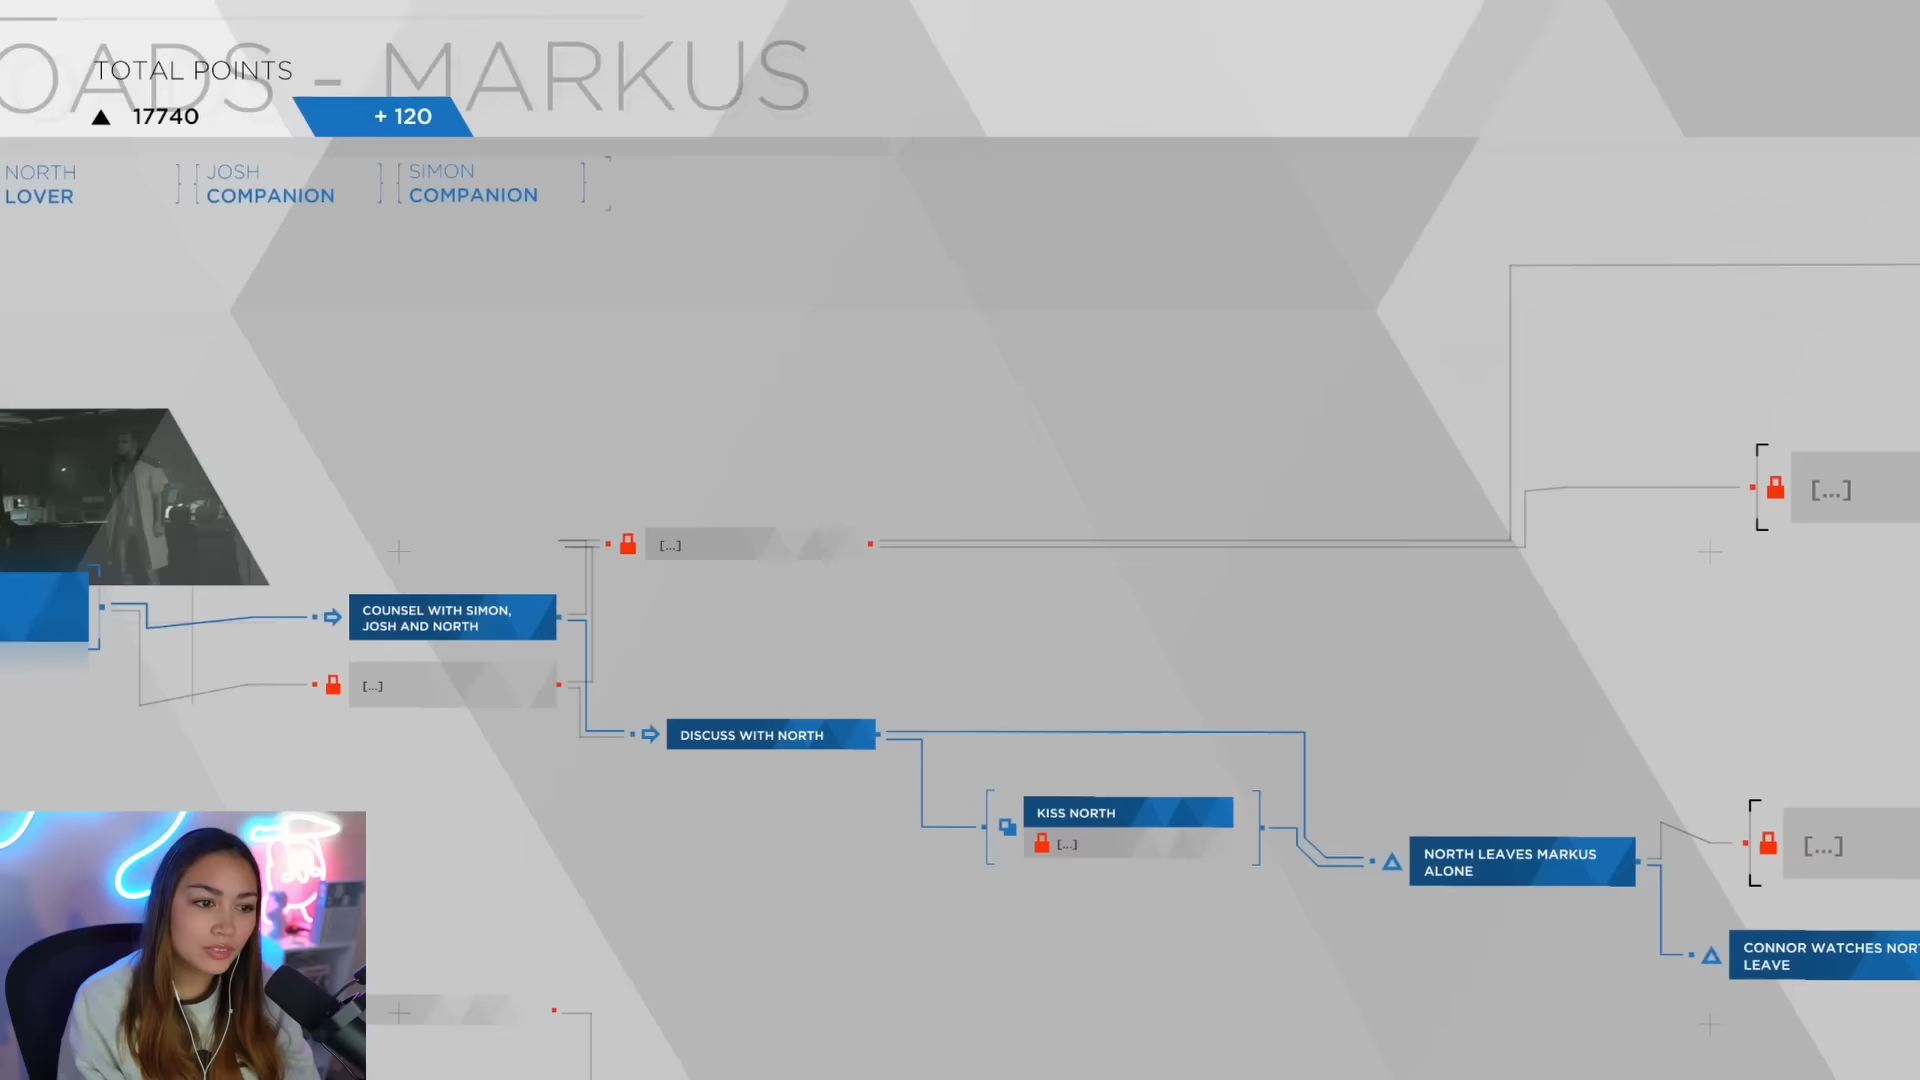 OADS - MARKUS
TOTAL POINTS
17740
+ 120
NORTH
LOVER
JOSH
COMPANION
SIMON
COMPANION
[...]
[...]
COUNSEL WITH SIMON,
JOSH AND NORTH
[...]
DISCUSS WITH NORTH
KISS NORTH
[...]
NORTH LEAVES MARKUS
ALONE
[...]
CONNOR WATCHES NORT
LEAVE